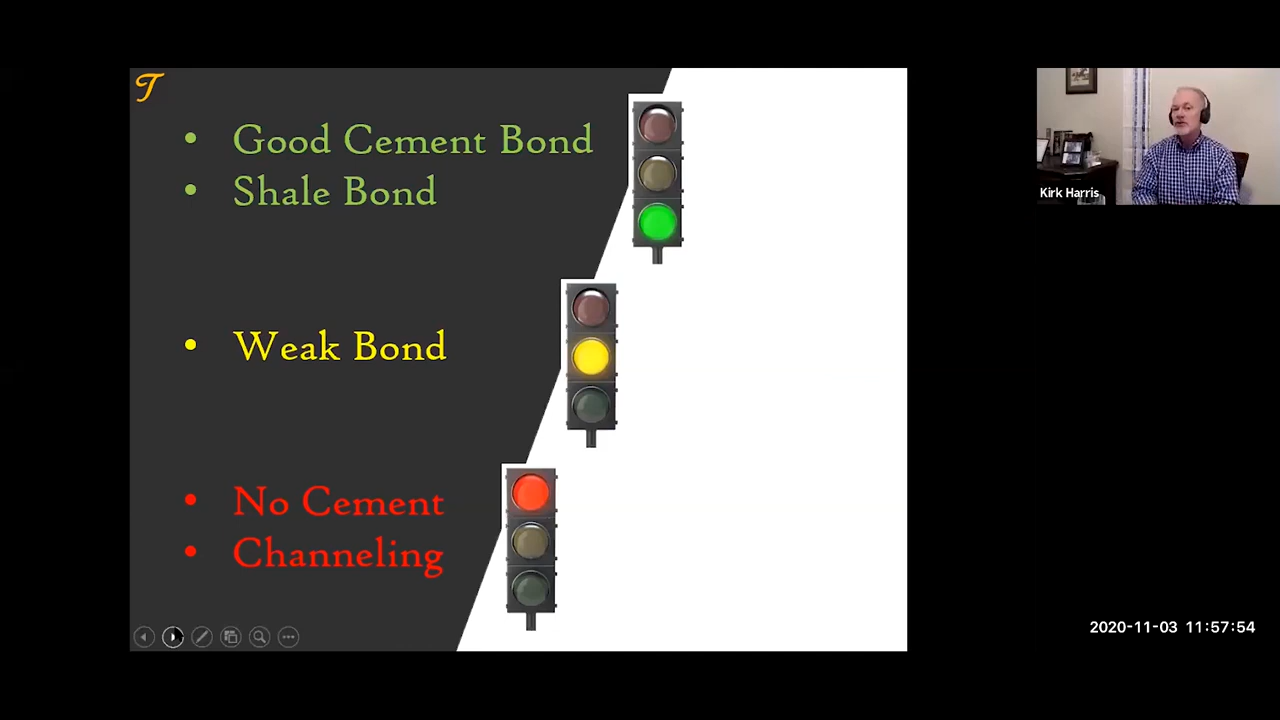 T
• Good Cement Bond
• Shale Bond
• Weak Bond
• No Cement
• Channeling
Kirk Harris
2020-11-03 11:57:54